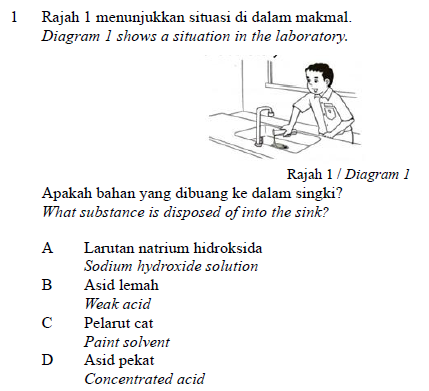 1 Rajah 1 menunjukkan situasi di dalam makmal.
Diagram 1 shows a situation in the laboratory.
Rajah 1 / Diagram 1
Apakah bahan yang dibuang ke dalam singki?
What substance is disposed of into the sink?
A Larutan natrium hidroksida
Sodium hydroxide solution
B Asid lemah
Weak acid
C Pelarut cat
Paint solvent
D Asid pekat
Concentrated acid